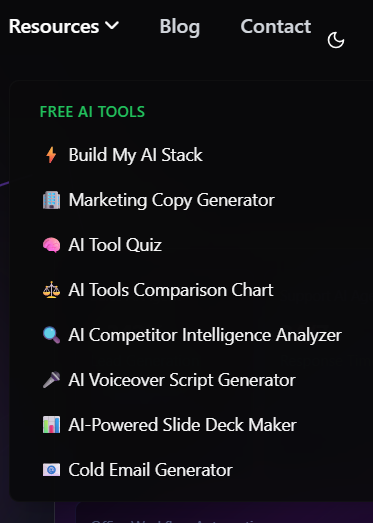 Resources Blog Contact
FREE AI TOOLS
Build My AI Stack
Marketing Copy Generator
AI Tool Quiz
AI Tools Comparison Chart
AI Competitor Intelligence Analyzer
AI Voiceover Script Generator
AI-Powered Slide Deck Maker
Cold Email Generator